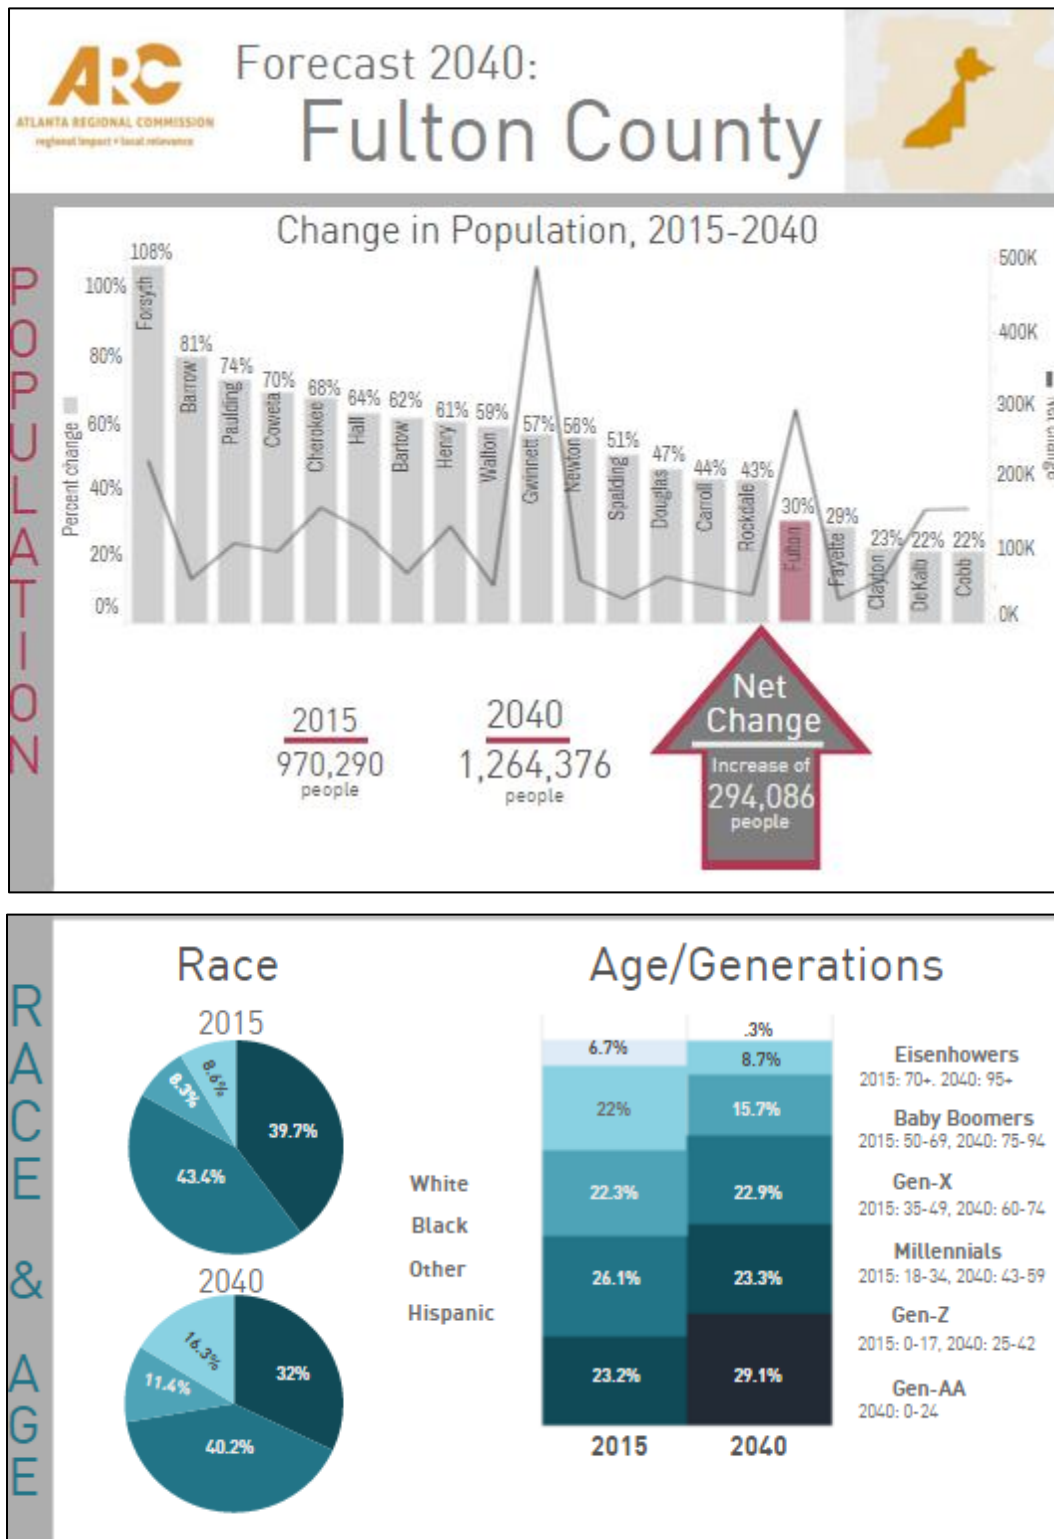 ARC
ATLANTA REGIONAL COMMISSION
regional impact • local relevance
Forecast 2040:
Fulton County
POPULATION
Change in Population, 2015-2040
Percent change
100%
80%
60%
40%
20%
0%
108%
81%
74%
70%
68%
64%
62%
61%
59%
57%
56%
51%
47%
44%
43%
30%
29%
23%
22%
22%
Forsyth
Barrow
Paulding
Coweta
Cherokee
Hall
Bartow
Henry
Walton
Gwinnett
Newton
Spalding
Douglas
Carroll
Rockdale
Fulton
Fayette
Clayton
DeKalb
Cobb
500K
400K
300K
200K
100K
0K
2015
970,290
people
2040
1,264,376
people
Net
Change
Increase of
294,086
people
RACE & AGE
Race
2015
8.6%
8.3%
39.7%
43.4%
2040
16.3%
11.4%
32%
40.2%
White
Black
Other
Hispanic
Age/Generations
6.7%
22%
22.3%
26.1%
23.2%
2015
.3%
8.7%
15.7%
22.9%
23.3%
29.1%
2040
Eisenhowers
2015: 70+. 2040: 95+
Baby Boomers
2015: 50-69, 2040: 75-94
Gen-X
2015: 35-49, 2040: 60-74
Millennials
2015: 18-34, 2040: 43-59
Gen-Z
2015: 0-17, 2040: 25-42
Gen-AA
2040: 0-24